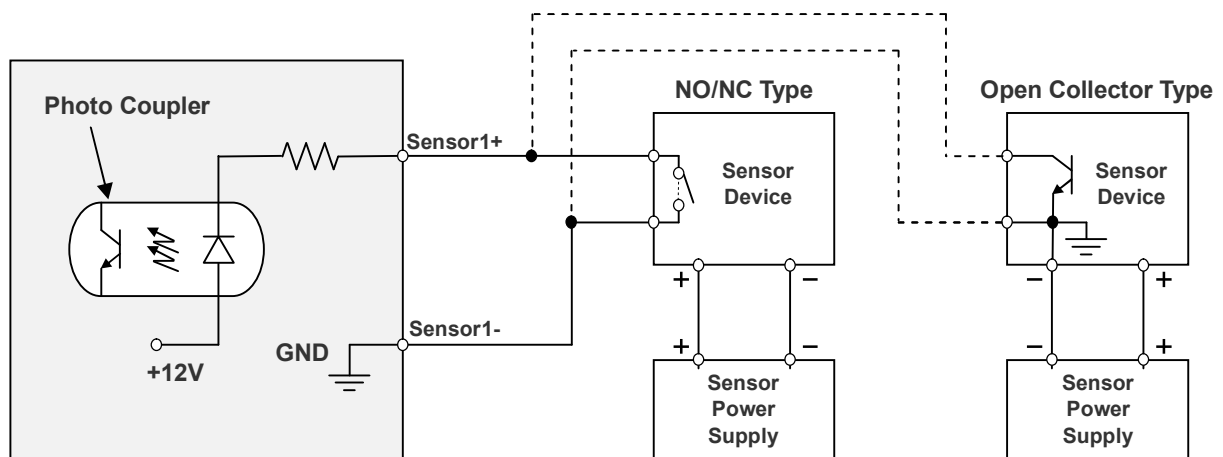 Photo Coupler
+12V
GND
Sensor1+
Sensor1-
NO/NC Type
Sensor
Device
+
–
+
–
Sensor
Power
Supply
Open Collector Type
Sensor
Device
–
+
–
+
Sensor
Power
Supply